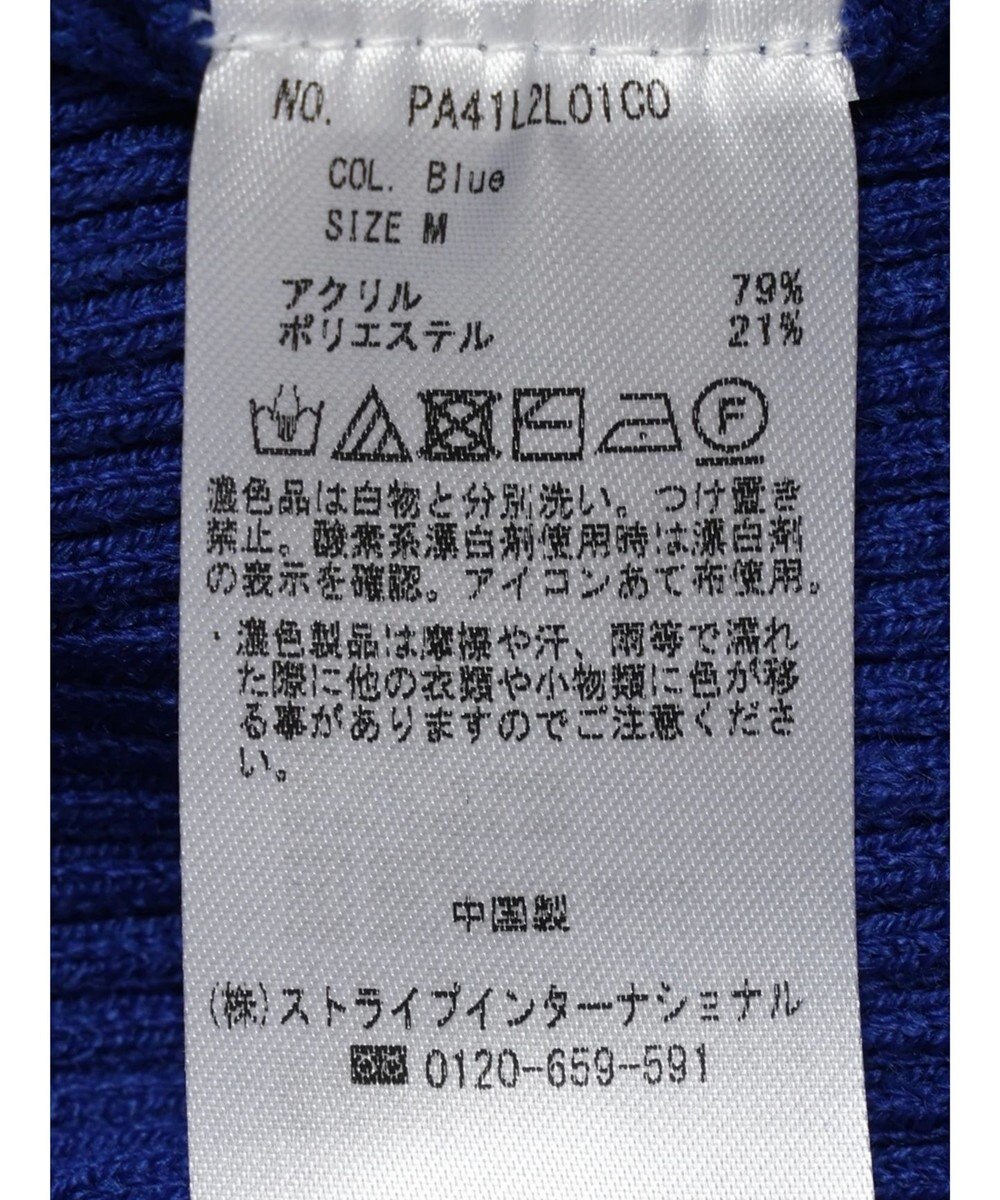 NO. PA41L2L01C0
COL. Blue
SIZE M
アクリル 79%
ポリエステル 21%
F
濃色品は白物と分別洗い。つけ置き
禁止。酸素系漂白剤使用時は漂白剤
の表示を確認。アイロンあて布使用。
・濃色製品は摩擦や汗、雨等で濡れ
た際に他の衣類や小物類に色が移
る事がありますのでご注意くださ
い。
中国製
(株)ストライプインターナショナル
0120-659-591